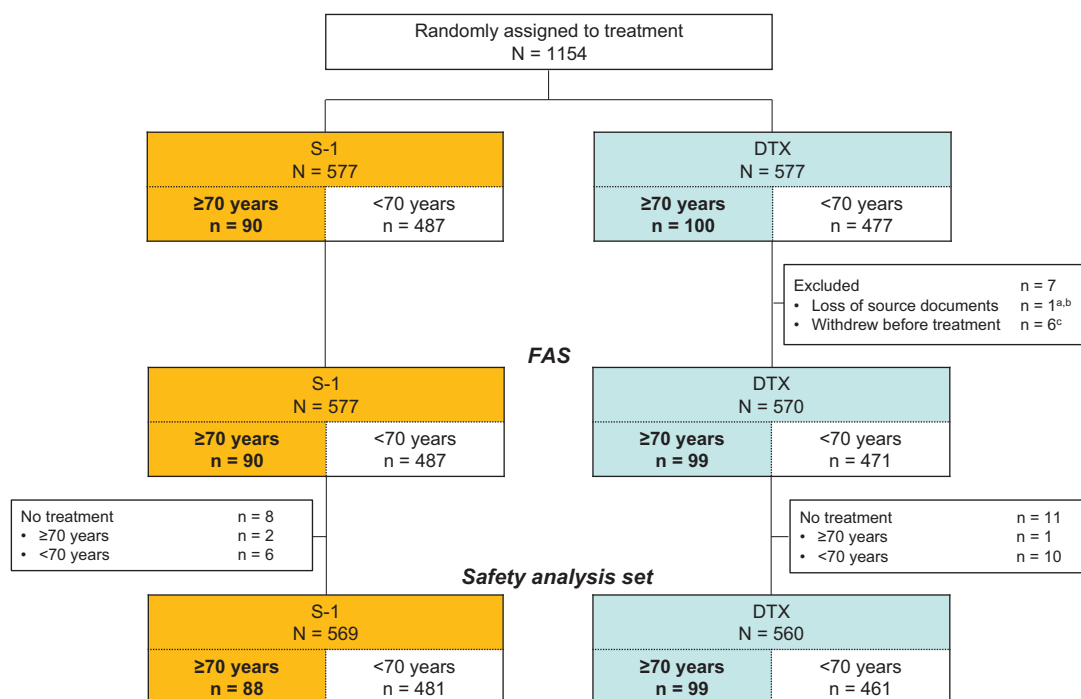 Randomly assigned to treatment
N = 1154
S-1
N = 577
≥70 years
n = 90
<70 years
n = 487
DTX
N = 577
≥70 years
n = 100
<70 years
n = 477
Excluded n = 7
• Loss of source documents n = 1a,b
• Withdrew before treatment n = 6c
FAS
S-1
N = 577
≥70 years
n = 90
<70 years
n = 487
DTX
N = 570
≥70 years
n = 99
<70 years
n = 471
No treatment n = 8
• ≥70 years n = 2
• <70 years n = 6
No treatment n = 11
• ≥70 years n = 1
• <70 years n = 10
Safety analysis set
S-1
N = 569
≥70 years
n = 88
<70 years
n = 481
DTX
N = 560
≥70 years
n = 99
<70 years
n = 461